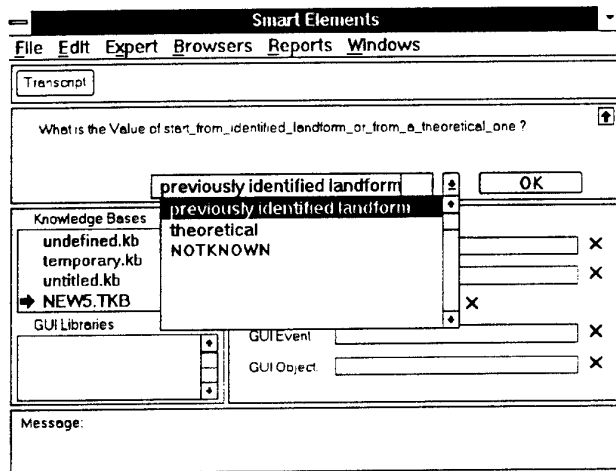 Smart Elements
File Edit Expert Browsers Reports Windows
Transcript
What is the Value of start_from_identified_landform_or_from_a_theoretical_one ?
previously identified landform
OK
previously identified landform
theoretical
NOTKNOWN
Knowledge Bases
undefined.kb
temporary.kb
untitled.kb
NEW5.TKB
GUI Libraries
GUI Event
GUI Object.
Message: